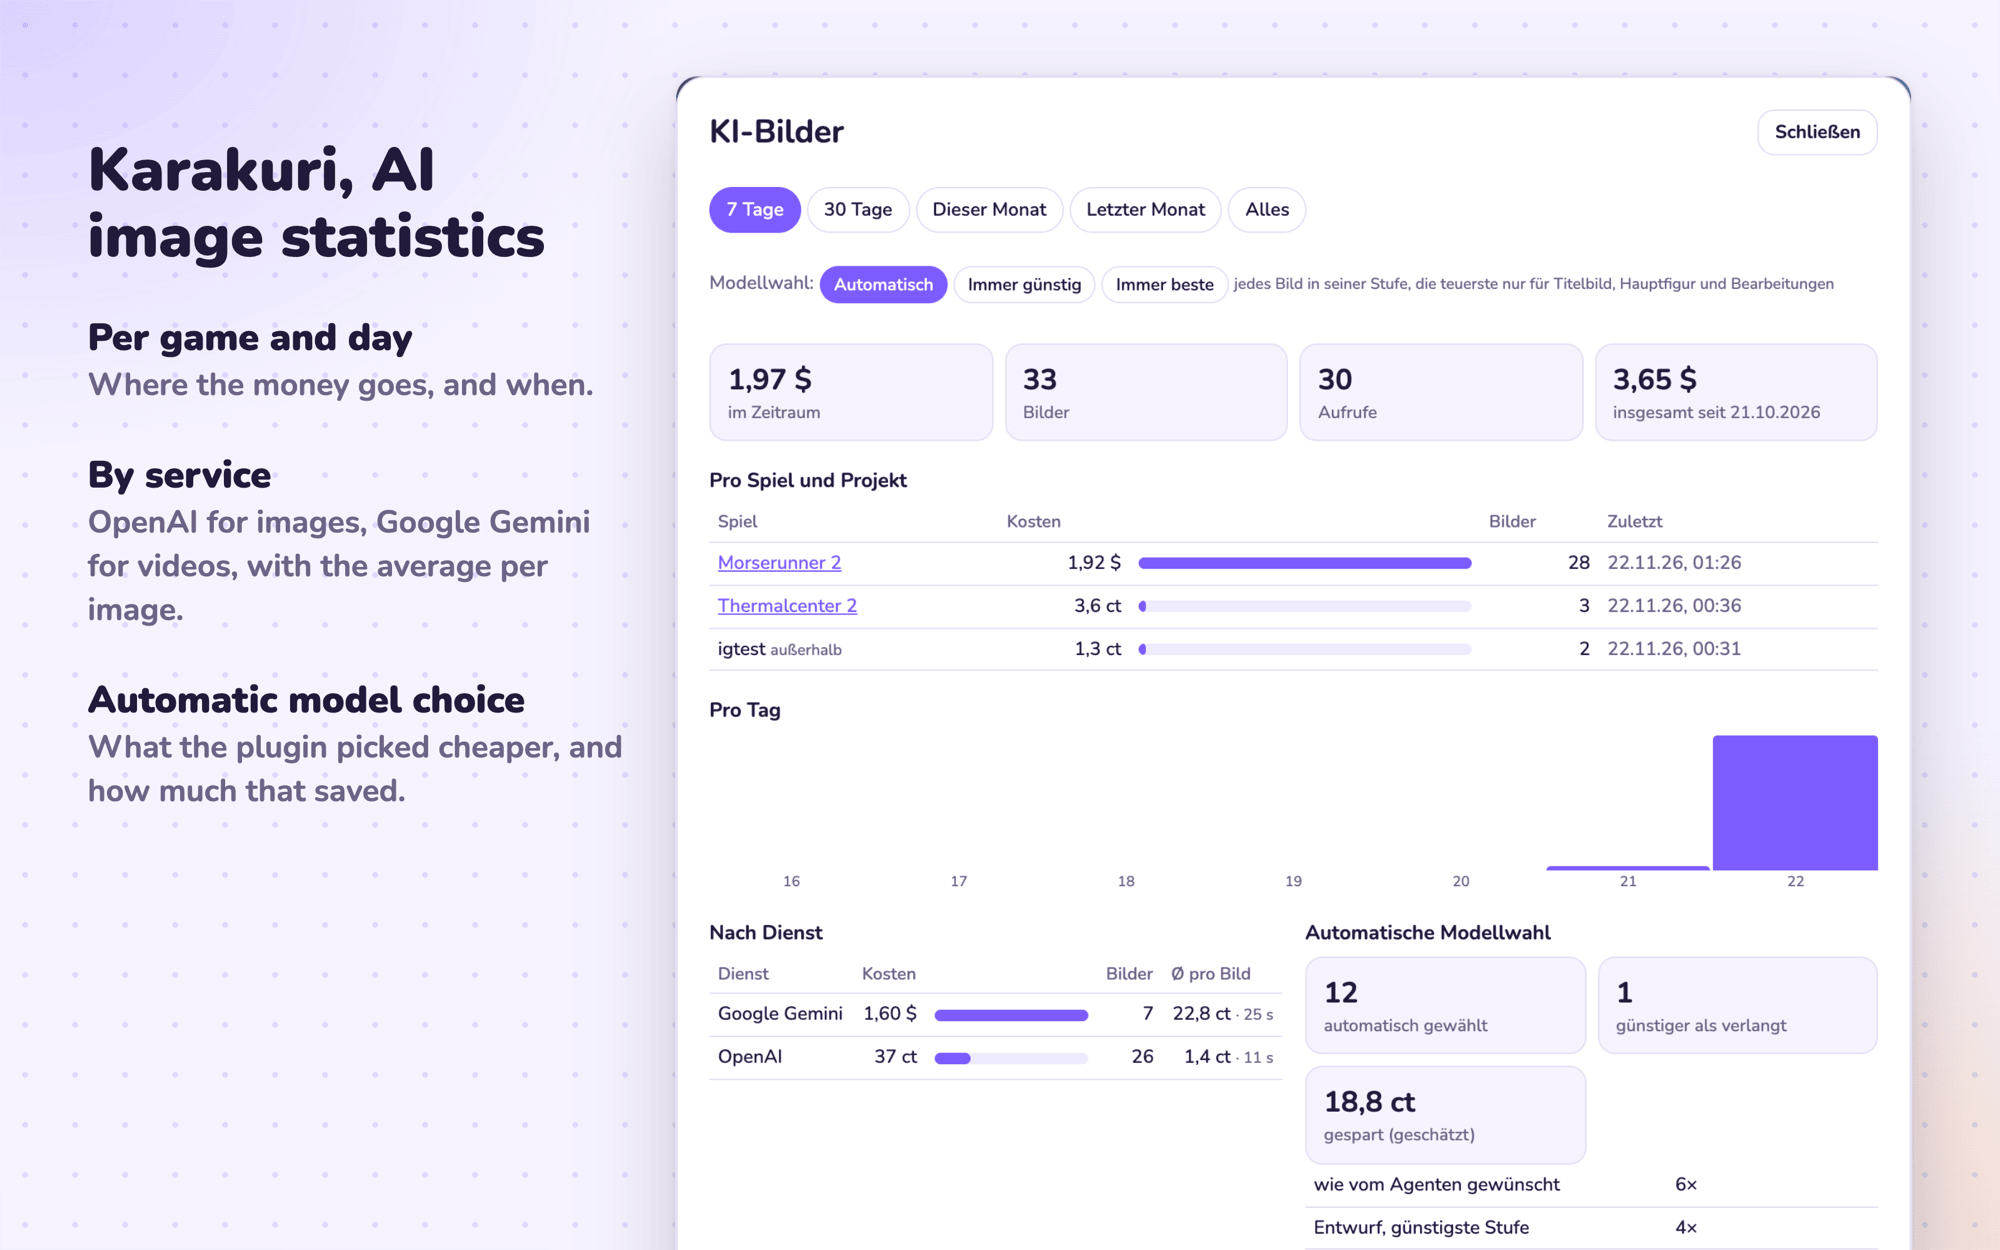 Karakuri, AI
image statistics
Per game and day
Where the money goes, and when.
By service
OpenAI for images, Google Gemini
for videos, with the average per
image.
Automatic model choice
What the plugin picked cheaper, and
how much that saved.
KI-Bilder
Schließen
7 Tage 30 Tage Dieser Monat Letzter Monat Alles
Modellwahl: Automatisch Immer günstig Immer beste jedes Bild in seiner Stufe, die teuerste nur für Titelbild, Hauptfigur und Bearbeitungen
1,97 $ 33 30 3,65 $
im Zeitraum Bilder Aufrufe insgesamt seit 21.10.2026
Pro Spiel und Projekt
Spiel Kosten Bilder Zuletzt
Morserunner 2 1,92 $ 28 22.11.26, 01:26
Thermalcenter 2 3,6 ct 3 22.11.26, 00:36
igtest außerhalb 1,3 ct 2 22.11.26, 00:31
Pro Tag
16 17 18 19 20 21 22
Nach Dienst
Dienst Kosten Bilder Ø pro Bild
Google Gemini 1,60 $ 7 22,8 ct · 25 s
OpenAI 37 ct 26 1,4 ct · 11 s
Automatische Modellwahl
12 1
automatisch gewählt günstiger als verlangt
18,8 ct
gespart (geschätzt)
wie vom Agenten gewünscht 6×
Entwurf, günstigste Stufe 4×